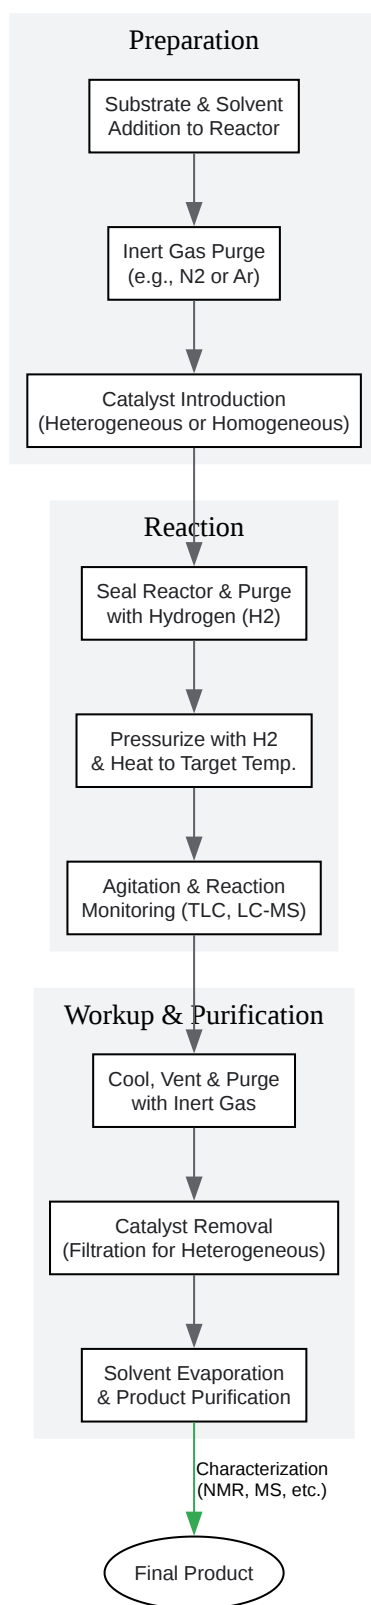 Preparation
Substrate & Solvent
Addition to Reactor
Inert Gas Purge
(e.g., N2 or Ar)
Catalyst Introduction
(Heterogeneous or Homogeneous)
Reaction
Seal Reactor & Purge
with Hydrogen (H2)
Pressurize with H2
& Heat to Target Temp.
Agitation & Reaction
Monitoring (TLC, LC-MS)
Workup & Purification
Cool, Vent & Purge
with Inert Gas
Catalyst Removal
(Filtration for Heterogeneous)
Solvent Evaporation
& Product Purification
Characterization
(NMR, MS, etc.)
Final Product